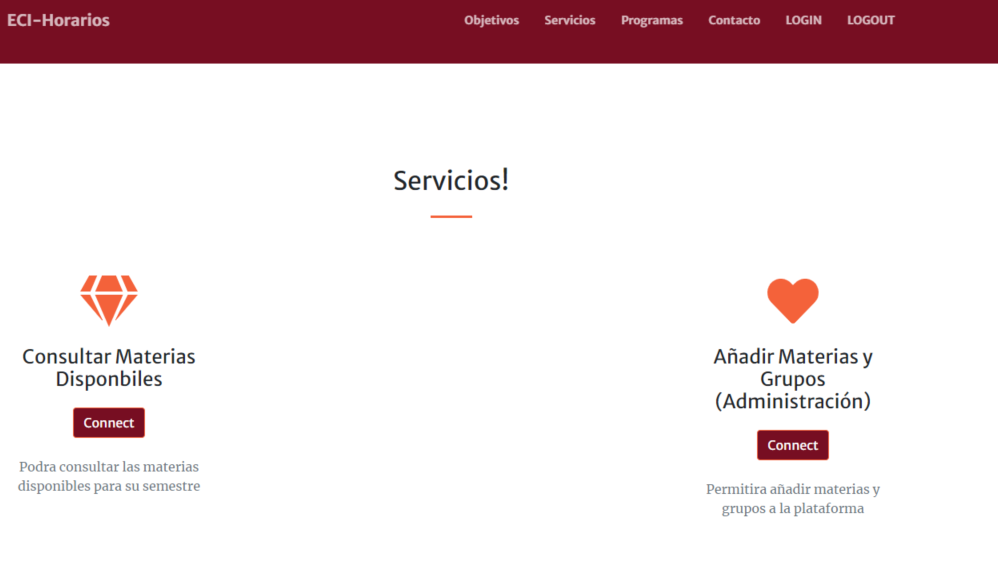 ECI-Horarios
Objetivos Servicios Programas Contacto LOGIN LOGOUT
Servicios!
Consultar Materias
Disponbiles
Connect
Podra consultar las materias
disponibles para su semestre
Añadir Materias y
Grupos
(Administración)
Connect
Permitira añadir materias y
grupos a la plataforma